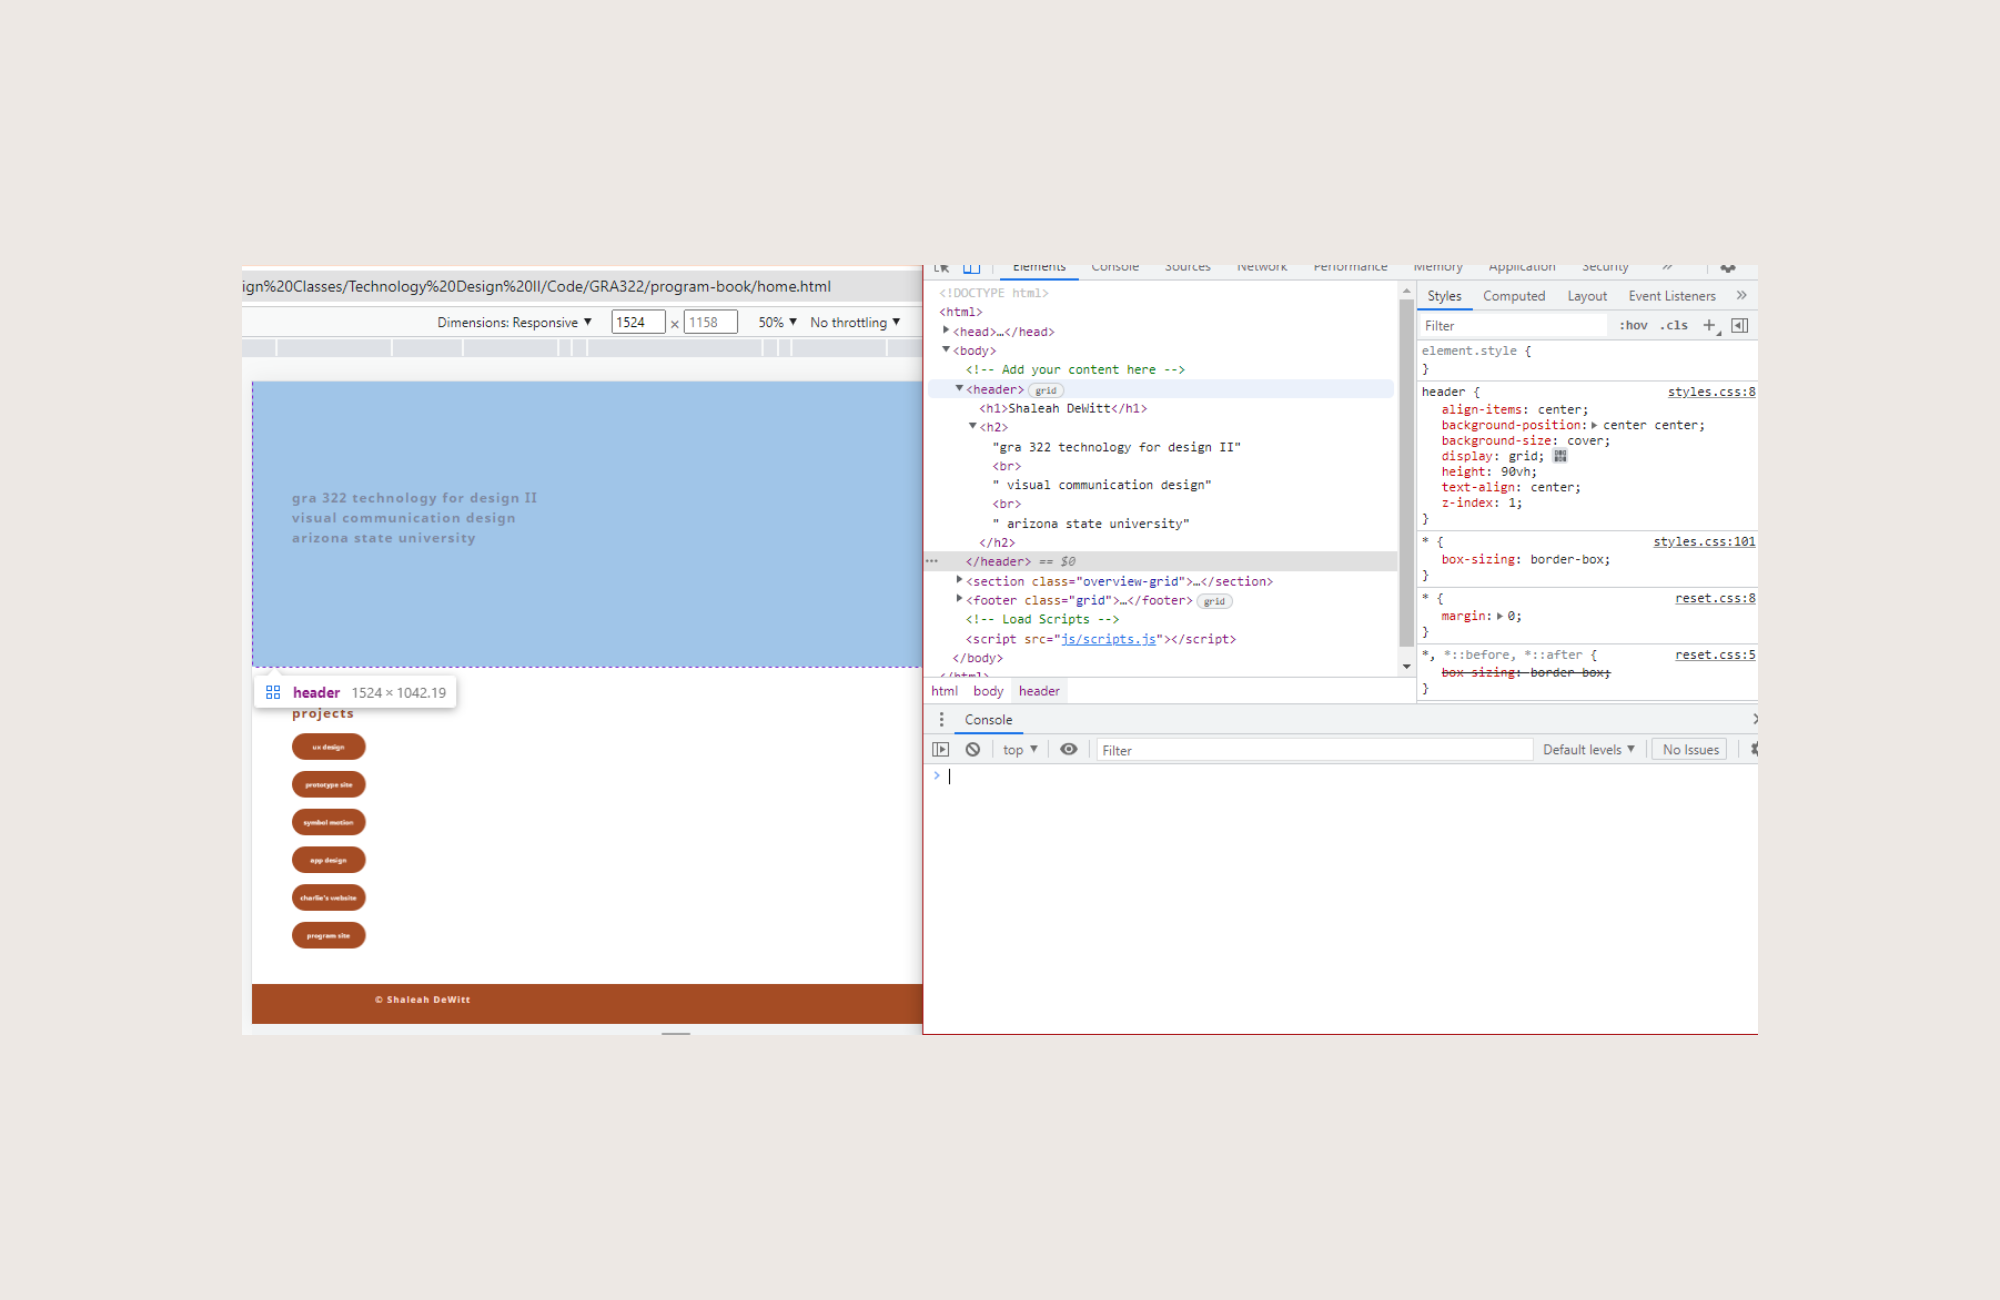 ign%20Classes/Technology%20Design%20II/Code/GRA322/program-book/home.html
Dimensions: Responsive ▼ 1524 × 1158 50% ▼ No throttling ▼
gra 322 technology for design II
visual communication design
arizona state university
header 1524 × 1042.19
projects
ux design
prototype site
symbol motion
app design
charlie's website
program site
© Shaleah DeWitt
Elements Console Sources Network Performance Memory Application Security »
<!DOCTYPE html>
<html>
▶<head>…</head>
▼<body>
<!-- Add your content here -->
▼<header> grid
<h1>Shaleah DeWitt</h1>
▼<h2>
"gra 322 technology for design II"
<br>
" visual communication design"
<br>
" arizona state university"
</h2>
… </header> == $0
▶<section class="overview-grid">…</section>
▶<footer class="grid">…</footer> grid
<!-- Load Scripts -->
<script src="js/scripts.js"></script>
</body>
</html>
html body header
Styles Computed Layout Event Listeners »
Filter :hov .cls +
element.style {
}
header { styles.css:8
align-items: center;
background-position: ▶ center center;
background-size: cover;
display: grid;
height: 90vh;
text-align: center;
z-index: 1;
}
* { styles.css:101
box-sizing: border-box;
}
* { reset.css:8
margin: ▶ 0;
}
*, *::before, *::after { reset.css:5
box-sizing: border-box;
}
Console
top ▼ Filter Default levels ▼ No Issues
>